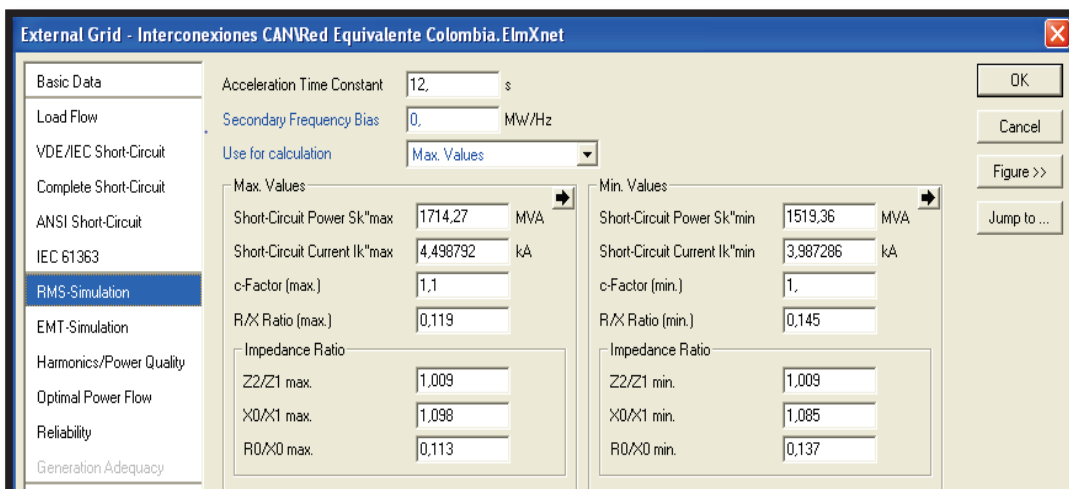 External Grid - Interconexiones CAN\Red Equivalente Colombia.ElmXnet
Basic Data
Load Flow
VDE/IEC Short-Circuit
Complete Short-Circuit
ANSI Short-Circuit
IEC 61363
RMS-Simulation
EMT-Simulation
Harmonics/Power Quality
Optimal Power Flow
Reliability
Generation Adequacy
Acceleration Time Constant 12, s
Secondary Frequency Bias 0, MW/Hz
Use for calculation Max. Values
Max. Values
Short-Circuit Power Sk"max 1714,27 MVA
Short-Circuit Current Ik"max 4,498792 kA
c-Factor (max.) 1,1
R/X Ratio (max.) 0,119
Impedance Ratio
Z2/Z1 max. 1,009
X0/X1 max. 1,098
R0/X0 max. 0,113
Min. Values
Short-Circuit Power Sk"min 1519,36 MVA
Short-Circuit Current Ik"min 3,987286 kA
c-Factor (min.) 1,
R/X Ratio (min.) 0,145
Impedance Ratio
Z2/Z1 min. 1,009
X0/X1 min. 1,085
R0/X0 min. 0,137
OK
Cancel
Figure >>
Jump to ...